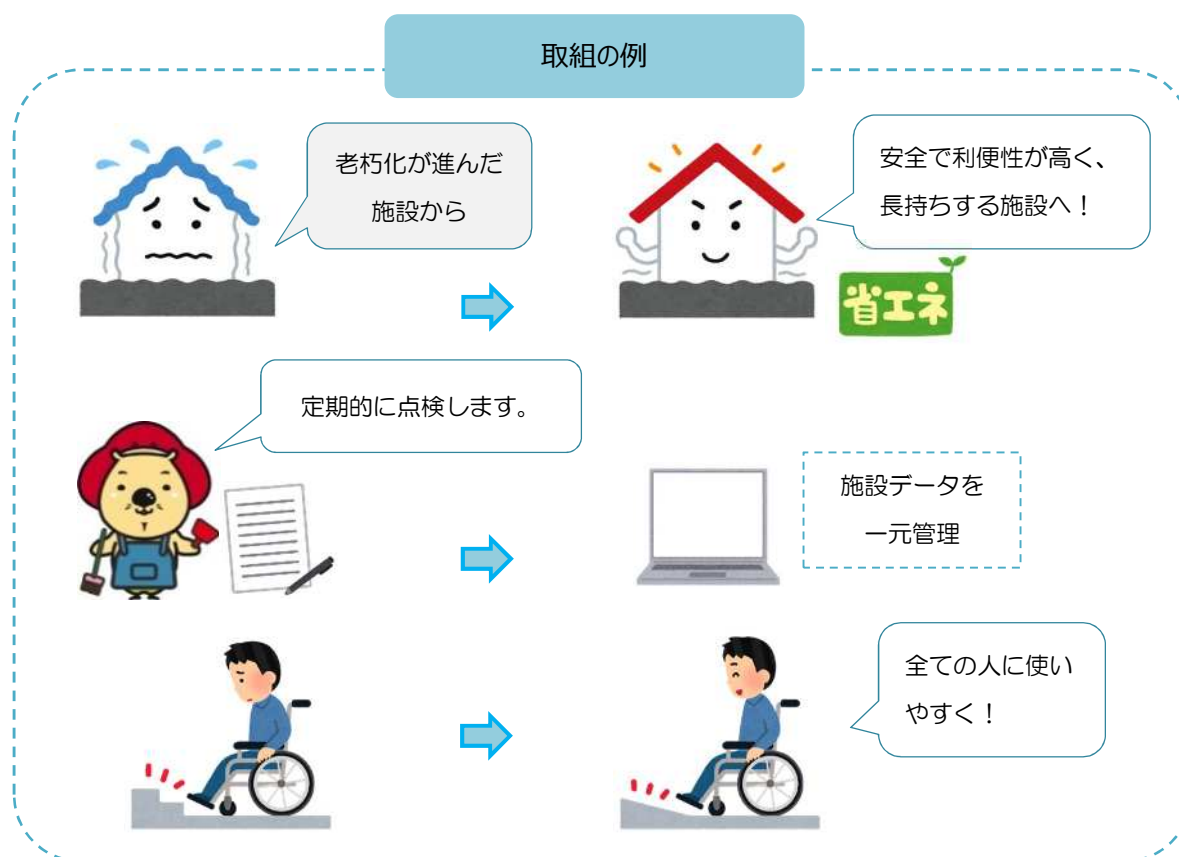 取組の例
老朽化が進んだ
施設から
安全で利便性が高く、
長持ちする施設へ！
省エネ
定期的に点検します。
施設データを
一元管理
全ての人に使い
やすく！